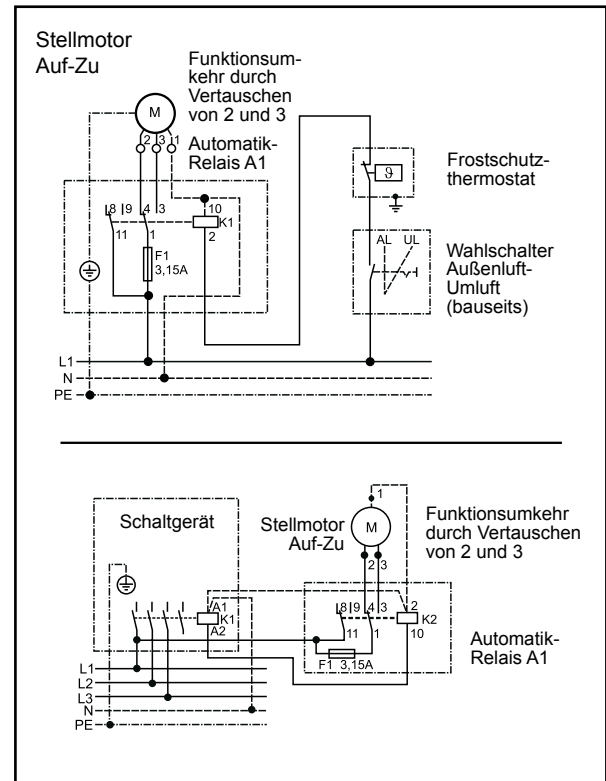 Stellmotor
Auf-Zu
Funktionsum-
kehr durch
Vertauschen
von 2 und 3
M
2 3 1
Automatik-
Relais A1
8 9 4 3 10
K1
11 1 2
F1
3,15A
Frostschutz-
thermostat
ϑ
AL UL
Wahlschalter
Außenluft-
Umluft
(bauseits)
L1
N
PE
Schaltgerät
Stellmotor
Auf-Zu
1
M
2 3
Funktionsumkehr
durch Vertauschen
von 2 und 3
A1
K1
A2
8 9 4 3 2
K2
11 1 10
F1 3,15A
Automatik-
Relais A1
L1
L2
L3
N
PE